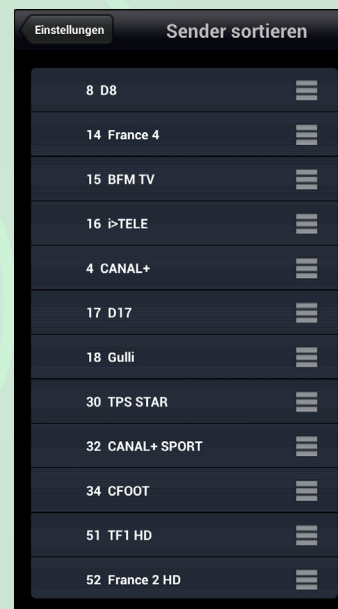 Einstellungen Sender sortieren
8 D8
14 France 4
15 BFM TV
16 i>TELE
4 CANAL+
17 D17
18 Gulli
30 TPS STAR
32 CANAL+ SPORT
34 CFOOT
51 TF1 HD
52 France 2 HD